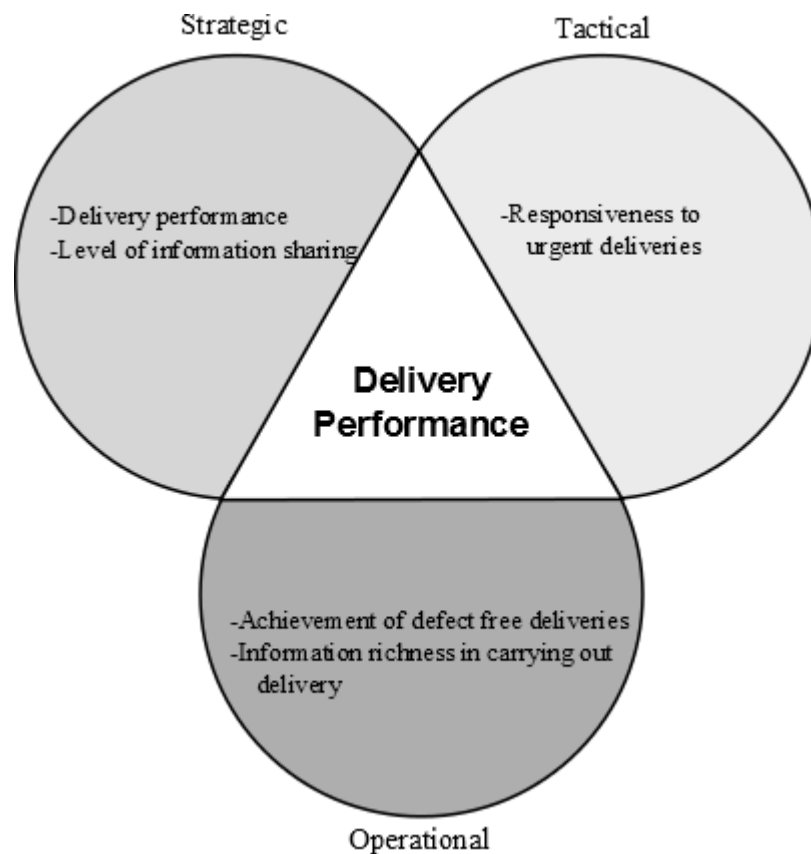 Strategic
Tactical
-Delivery performance
-Level of information sharing
-Responsiveness to
urgent deliveries
Delivery
Performance
-Achievement of defect free deliveries
-Information richness in carrying out
delivery
Operational